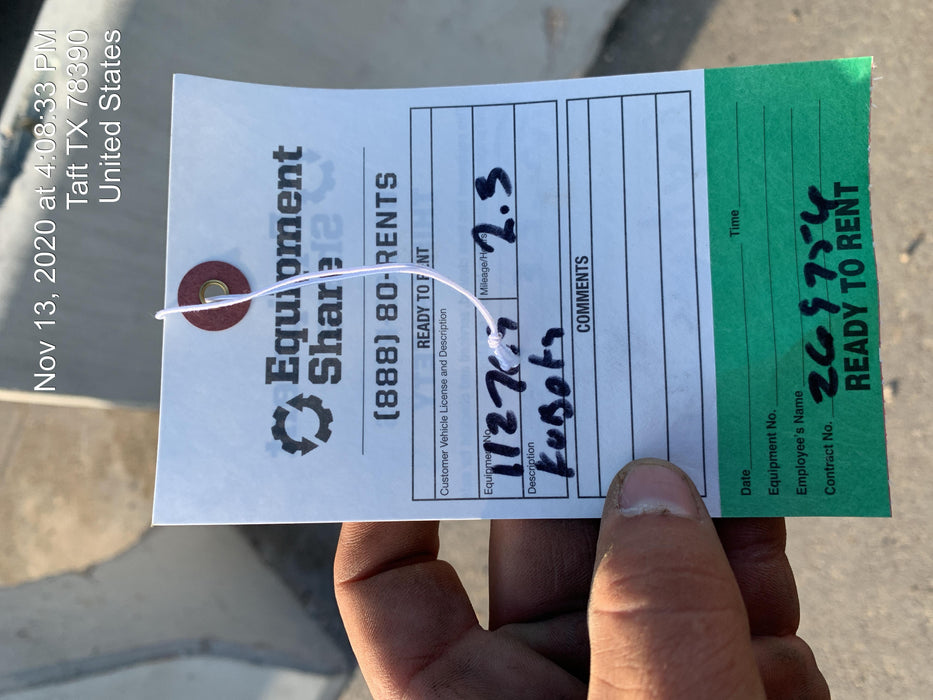 Nov 13, 2020 at 4:08:33 PM
Taft TX 78390
United States
Equipment
Share
(888) 80-RENTS
READY TO RENT
Customer Vehicle License and Description
Equipment No. Mileage/Hrs 2.5
Description Kubota
COMMENTS
Date Time
Equipment No.
Employee's Name
Contract No.
READY TO RENT